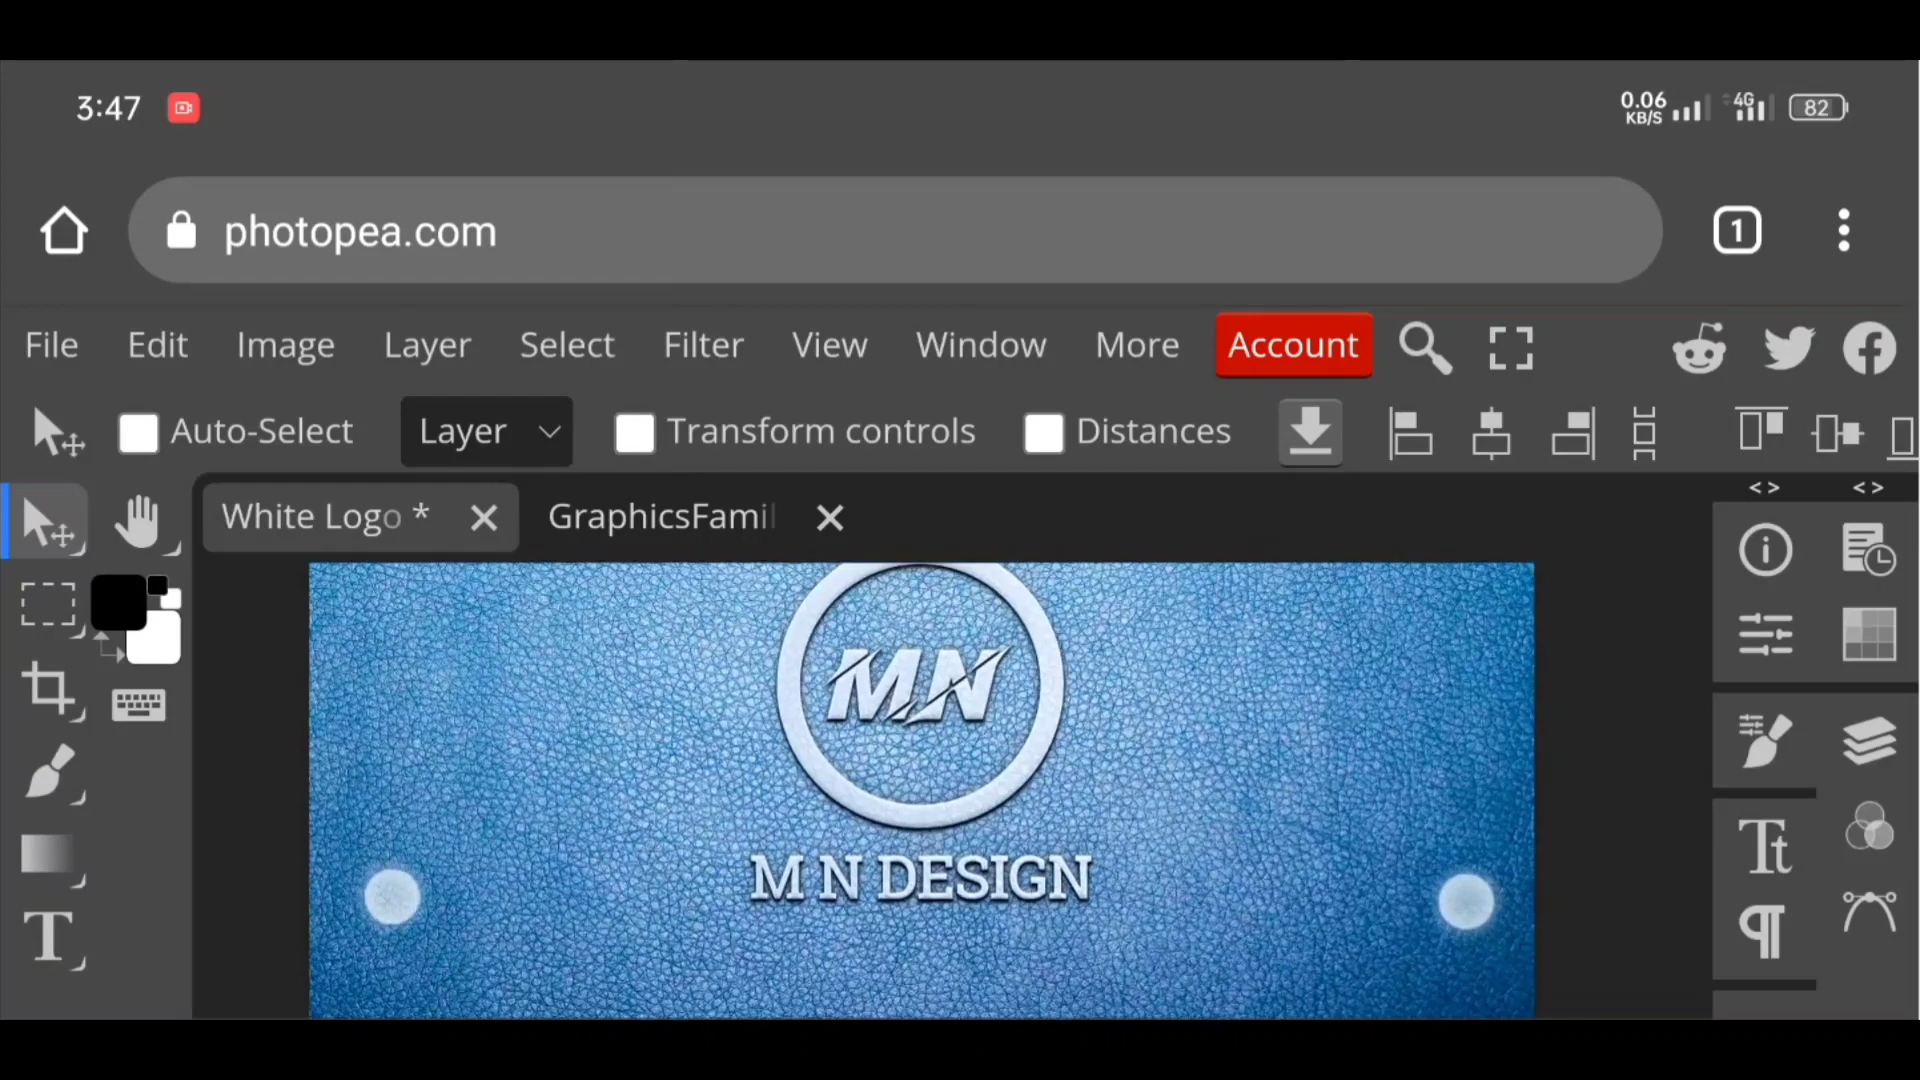 3:47
0.06
KB/S
4G
82
photopea.com
1
File Edit Image Layer Select Filter View Window More Account
Auto-Select Layer Transform controls Distances
White Logo * GraphicsFamil
MN
M N DESIGN